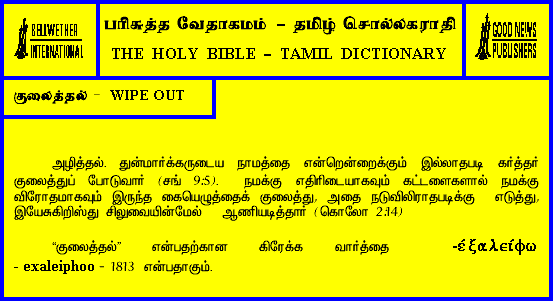 BELLWETHER
INTERNATIONAL
பரிசுத்த வேதாகமம் - தமிழ் சொல்லகராதி
THE HOLY BIBLE - TAMIL DICTIONARY
GOOD NEWS
PUBLISHERS
குலைத்தல் - WIPE OUT
அழித்தல். துன்மார்க்கருடைய நாமத்தை என்றென்றைக்கும் இல்லாதபடி கர்த்தர்
குலைத்துப் போடுவார் (சங் 9:5). நமக்கு எதிரிடையாகவும் கட்டளைகளால் நமக்கு
விரோதமாகவும் இருந்த கையெழுத்தைக் குலைத்து, அதை நடுவிலிராதபடிக்கு எடுத்து,
இயேசுகிறிஸ்து சிலுவையின்மேல் ஆணியடித்தார் (கொலோ 2:14)
“குலைத்தல்” என்பதற்கான கிரேக்க வார்த்தை -έξαλείφω
- exaleiphoo - 1813 என்பதாகும்.